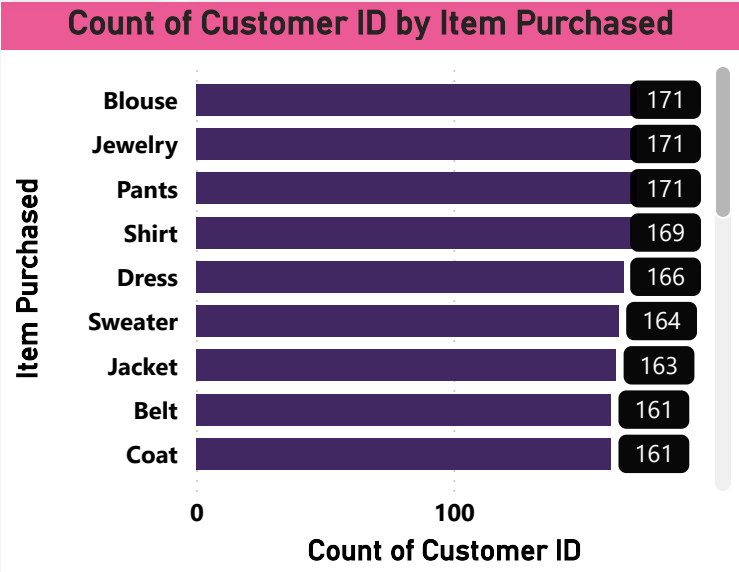 Count of Customer ID by Item Purchased
Item Purchased
Blouse 171
Jewelry 171
Pants 171
Shirt 169
Dress 166
Sweater 164
Jacket 163
Belt 161
Coat 161
0 100
Count of Customer ID